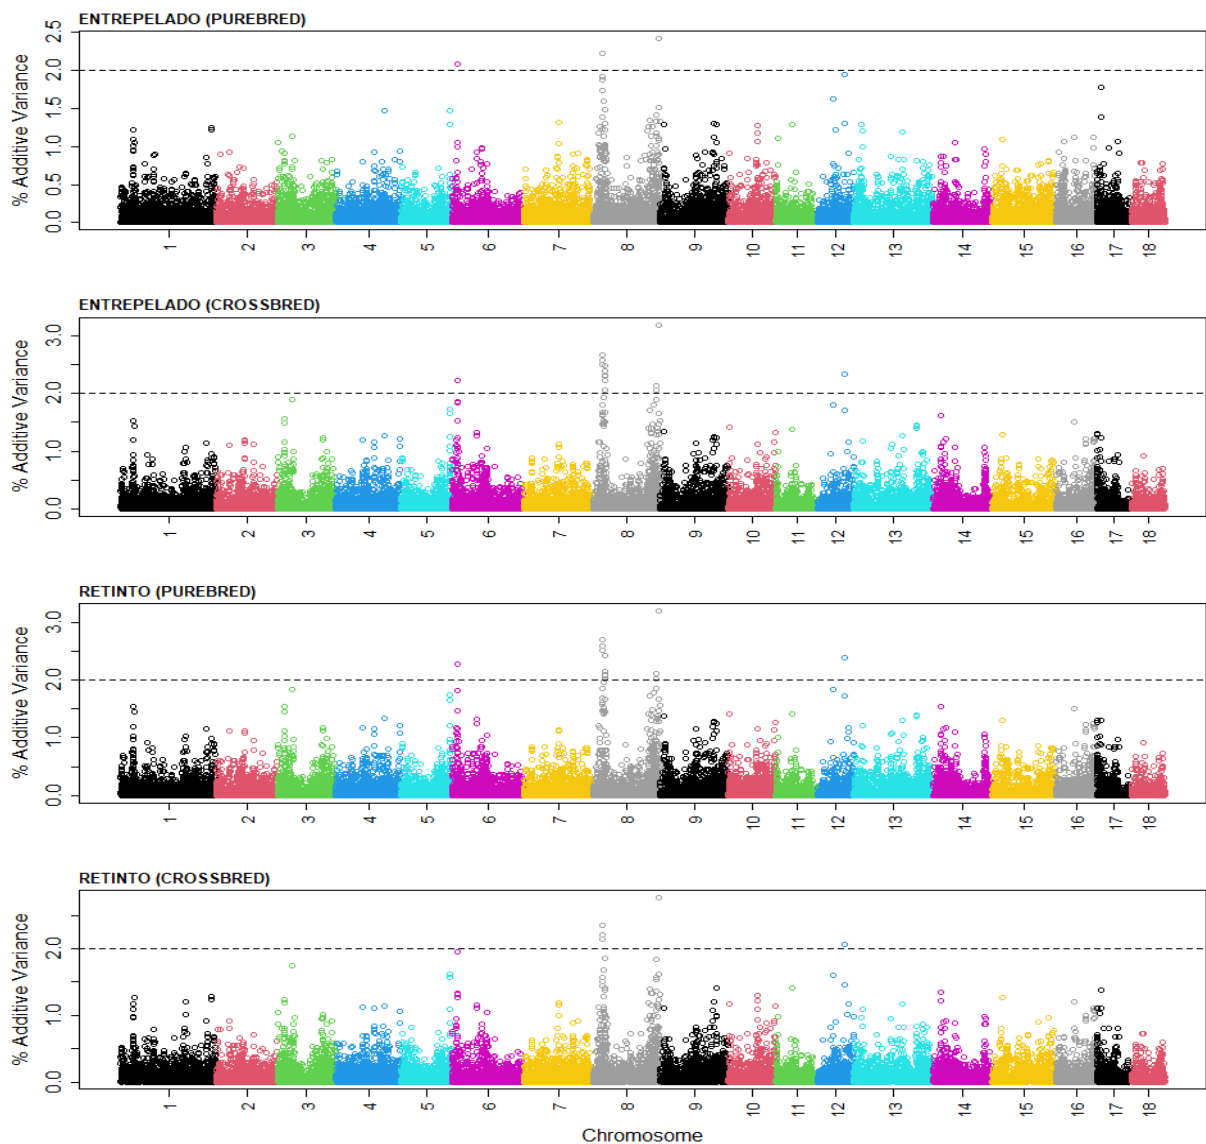 ENTREPELADO (PUREBRED)
% Additive Variance
0.0 0.5 1.0 1.5 2.0 2.5
1 2 3 4 5 6 7 8 9 10 11 12 13 14 15 16 17 18
ENTREPELADO (CROSSBRED)
% Additive Variance
0.0 1.0 2.0 3.0
1 2 3 4 5 6 7 8 9 10 11 12 13 14 15 16 17 18
RETINTO (PUREBRED)
% Additive Variance
0.0 1.0 2.0 3.0
1 2 3 4 5 6 7 8 9 10 11 12 13 14 15 16 17 18
RETINTO (CROSSBRED)
% Additive Variance
0.0 1.0 2.0
1 2 3 4 5 6 7 8 9 10 11 12 13 14 15 16 17 18
Chromosome